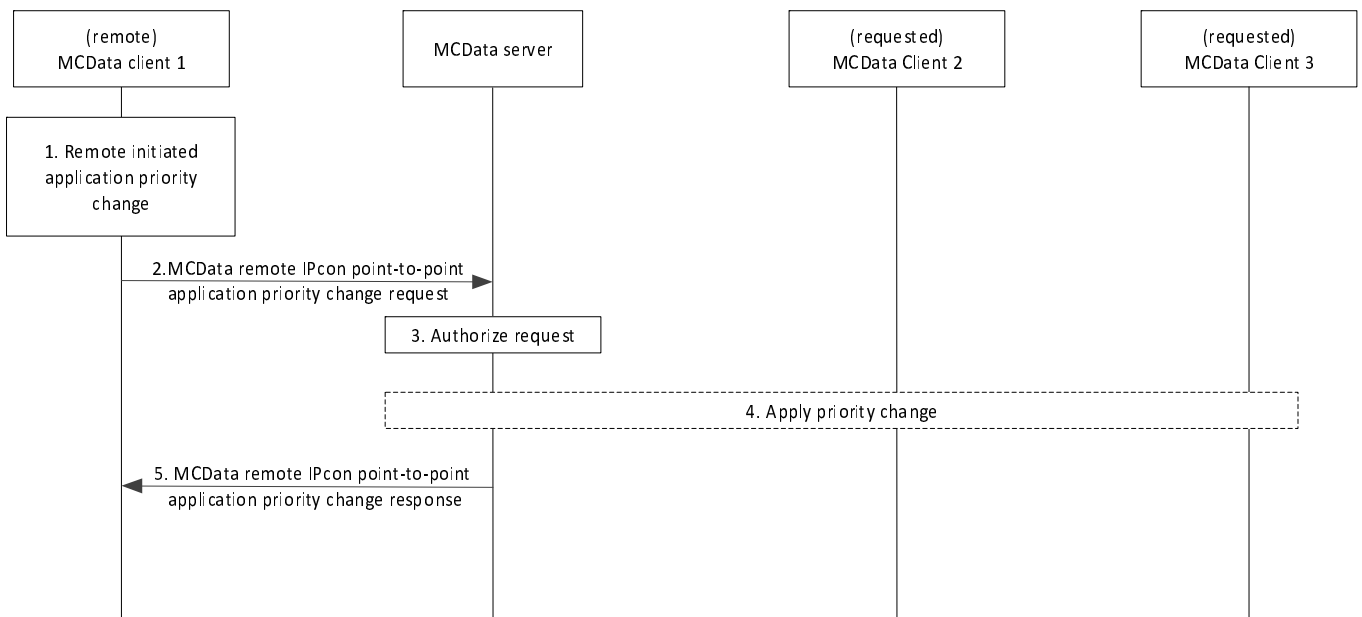 (remote)
MCData client 1
MCData server
(requested)
MCData Client 2
(requested)
MCData Client 3
1. Remote initiated
application priority
change
2.MCData remote IPcon point-to-point
application priority change request
3. Authorize request
4. Apply priority change
5. MCData remote IPcon point-to-point
application priority change response